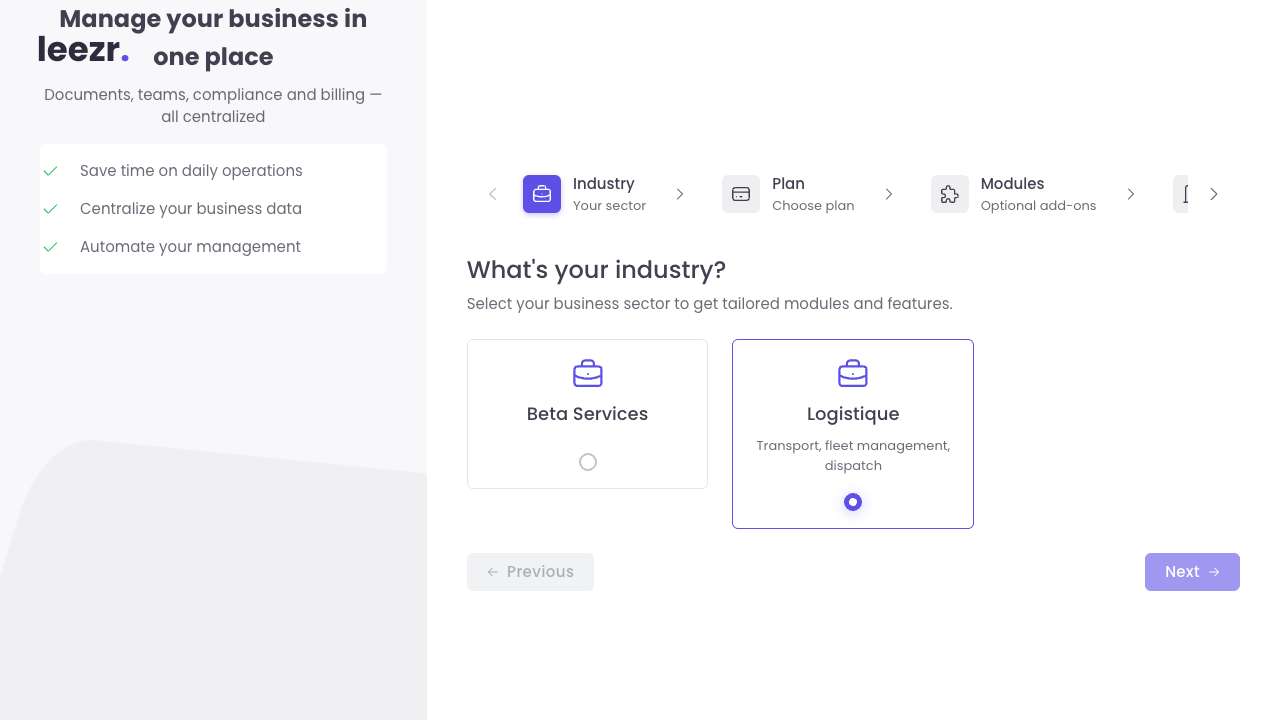 Manage your business in
leezr.
one place
Documents, teams, compliance and billing —
all centralized
Save time on daily operations
Centralize your business data
Automate your management
Industry
Your sector
Plan
Choose plan
Modules
Optional add-ons
What's your industry?
Select your business sector to get tailored modules and features.
Beta Services
Logistique
Transport, fleet management,
dispatch
Previous
Next